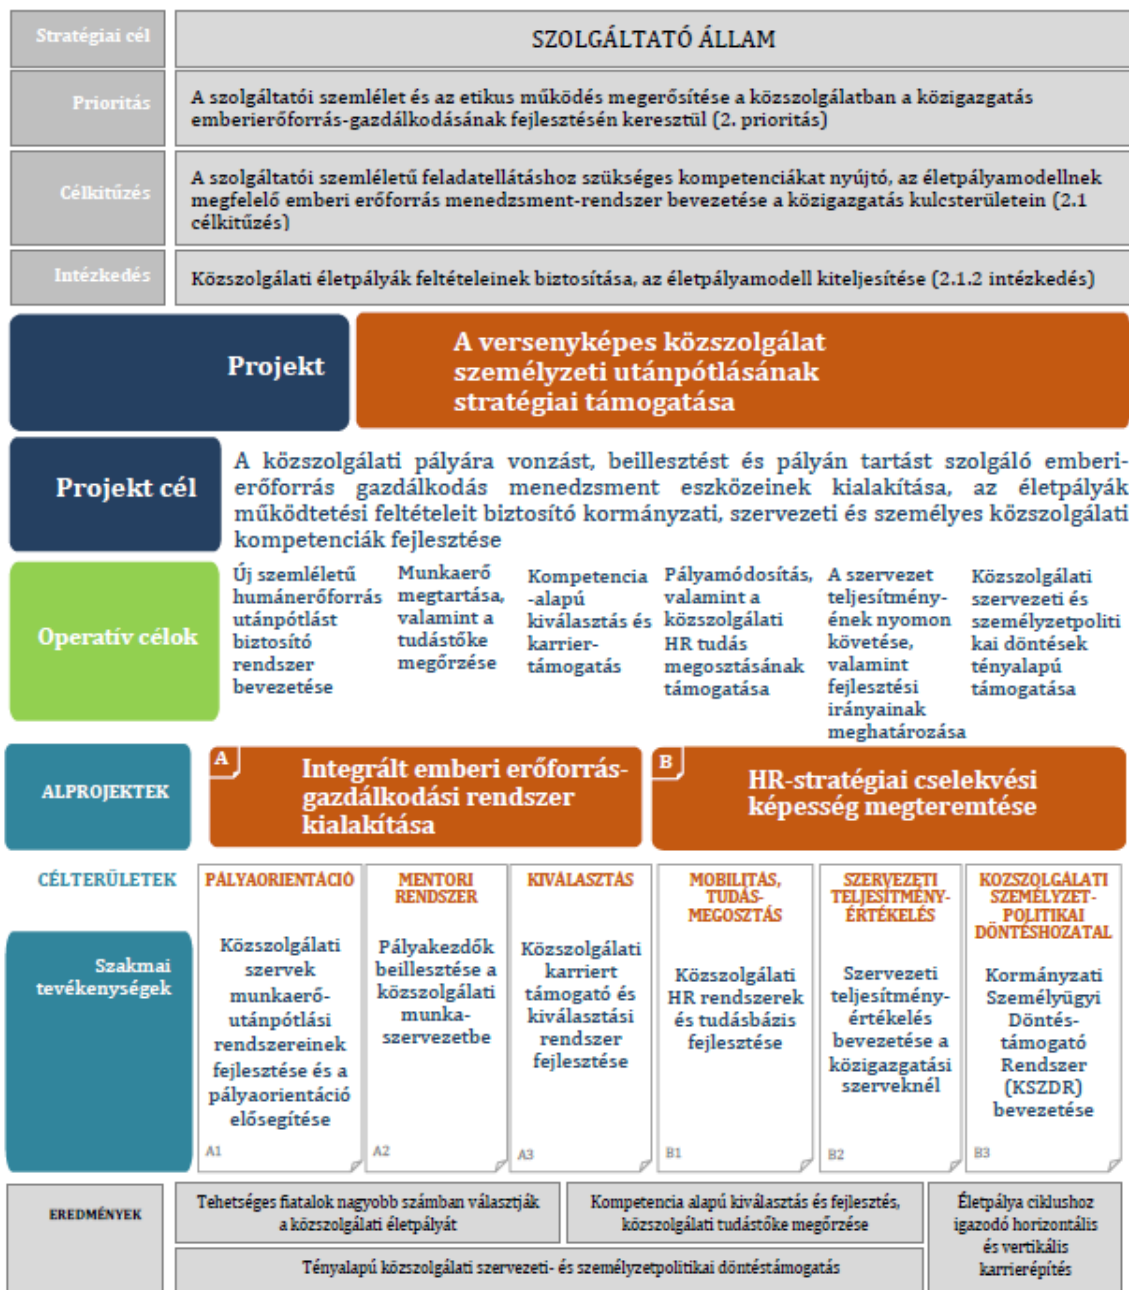 Stratégiai cél
SZOLGÁLTATÓ ÁLLAM
Prioritás
A szolgáltatói szemlélet és az etikus működés megerősítése a közszolgálatban a közigazgatás
emberierőforrás-gazdálkodásának fejlesztésén keresztül (2. prioritás)
Célkitűzés
A szolgáltatói szemléletű feladatellátáshoz szükséges kompetenciákat nyújtó, az életpályamodellnek
megfelelő emberi erőforrás menedzsment-rendszer bevezetése a közigazgatás kulcsterületein (2.1
célkitűzés)
Intézkedés
Közszolgálati életpályák feltételeinek biztosítása, az életpályamodell kiteljesítése (2.1.2 intézkedés)
Projekt
A versenyképes közszolgálat
személyzeti utánpótlásának
stratégiai támogatása
Projekt cél
A közszolgálati pályára vonzást, beillesztést és pályán tartást szolgáló emberi-
erőforrás gazdálkodás menedzsment eszközeinek kialakítása, az életpályák
működtetési feltételeit biztosító kormányzati, szervezeti és személyes közszolgálati
kompetenciák fejlesztése
Operatív célok
Új szemléletű
humánerőforrás
utánpótlást
biztosító
rendszer
bevezetése
Munkaerő
megtartása,
valamint a
tudástőke
megőrzése
Kompetencia
-alapú
kiválasztás és
karrier-
támogatás
Pályamódosítás,
valamint a
közszolgálati
HR tudás
megosztásának
támogatása
A szervezet
teljesítmény-
ének nyomon
követése,
valamint
fejlesztési
irányainak
meghatározása
Közszolgálati
szervezeti és
személyzetpoliti
kai döntések
tényalapú
támogatása
ALPROJEKTEK
A
Integrált emberi erőforrás-
gazdálkodási rendszer
kialakítása
B
HR-stratégiai cselekvési
képesség megteremtése
CÉLTERÜLETEK
PÁLYAORIENTÁCIÓ
MENTORI
RENDSZER
KIVÁLASZTÁS
MOBILITÁS,
TUDÁS-
MEGOSZTÁS
SZERVEZETI
TELJESÍTMÉNY-
ÉRTÉKELÉS
KÖZSZOLGÁLATI
SZEMÉLYZET-
POLITIKAI
DÖNTÉSHOZATAL
Szakmai
tevékenységek
Közszolgálati
szervek
munkaerő-
utánpótlási
rendszereinek
fejlesztése és a
pályaorientáció
elősegítése
A1
Pályakezdők
beillesztése a
közszolgálati
munka-
szervezetbe
A2
Közszolgálati
karriert
támogató és
kiválasztási
rendszer
fejlesztése
A3
Közszolgálati
HR rendszerek
és tudásbázis
fejlesztése
B1
Szervezeti
teljesítmény-
értékelés
bevezetése a
közigazgatási
szerveknél
B2
Kormányzati
Személyügyi
Döntés-
támogató
Rendszer
(KSZDR)
bevezetése
B3
EREDMÉNYEK
Tehetséges fiatalok nagyobb számban választják
a közszolgálati életpályát
Kompetencia alapú kiválasztás és fejlesztés,
közszolgálati tudástőke megőrzése
Életpálya ciklushoz
igazodó horizontális
és vertikális
karrierépítés
Tényalapú közszolgálati szervezeti- és személyzetpolitikai döntéstámogatás